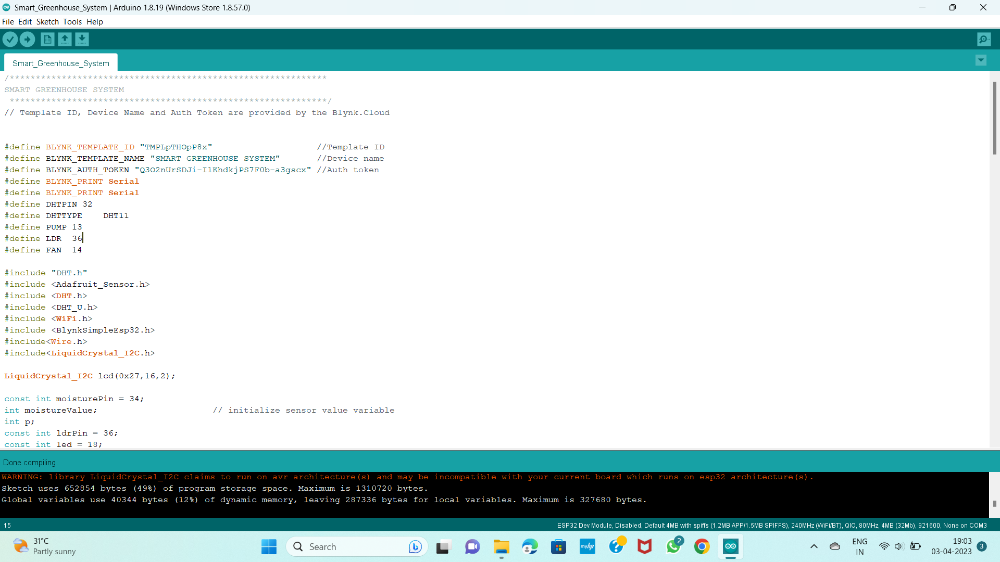 Smart_Greenhouse_System | Arduino 1.8.19 (Windows Store 1.8.57.0)
File Edit Sketch Tools Help
Smart_Greenhouse_System
/*************************************************************
SMART GREENHOUSE SYSTEM
*************************************************************/
// Template ID, Device Name and Auth Token are provided by the Blynk.Cloud
#define BLYNK_TEMPLATE_ID "TMPLpTHOpP8x" //Template ID
#define BLYNK_TEMPLATE_NAME "SMART GREENHOUSE SYSTEM" //Device name
#define BLYNK_AUTH_TOKEN "Q3O2nUrSDJi-I1KhdkjPS7F0b-a3gscx" //Auth token
#define BLYNK_PRINT Serial
#define BLYNK_PRINT Serial
#define DHTPIN 32
#define DHTTYPE DHT11
#define PUMP 13
#define LDR 36
#define FAN 14
#include "DHT.h"
#include <Adafruit_Sensor.h>
#include <DHT.h>
#include <DHT_U.h>
#include <WiFi.h>
#include <BlynkSimpleEsp32.h>
#include<Wire.h>
#include<LiquidCrystal_I2C.h>
LiquidCrystal_I2C lcd(0x27,16,2);
const int moisturePin = 34;
int moistureValue; // initialize sensor value variable
int p;
const int ldrPin = 36;
const int led = 18;
Done compiling.
WARNING: library LiquidCrystal_I2C claims to run on avr architecture(s) and may be incompatible with your current board which runs on esp32 architecture(s).
Sketch uses 652854 bytes (49%) of program storage space. Maximum is 1310720 bytes.
Global variables use 40344 bytes (12%) of dynamic memory, leaving 287336 bytes for local variables. Maximum is 327680 bytes.
15 ESP32 Dev Module, Disabled, Default 4MB with spiffs (1.2MB APP/1.5MB SPIFFS), 240MHz (WiFi/BT), QIO, 80MHz, 4MB (32Mb), 921600, None on COM3
31°C
Partly sunny
Search
myhp
2
ENG
IN
19:03
03-04-2023
3